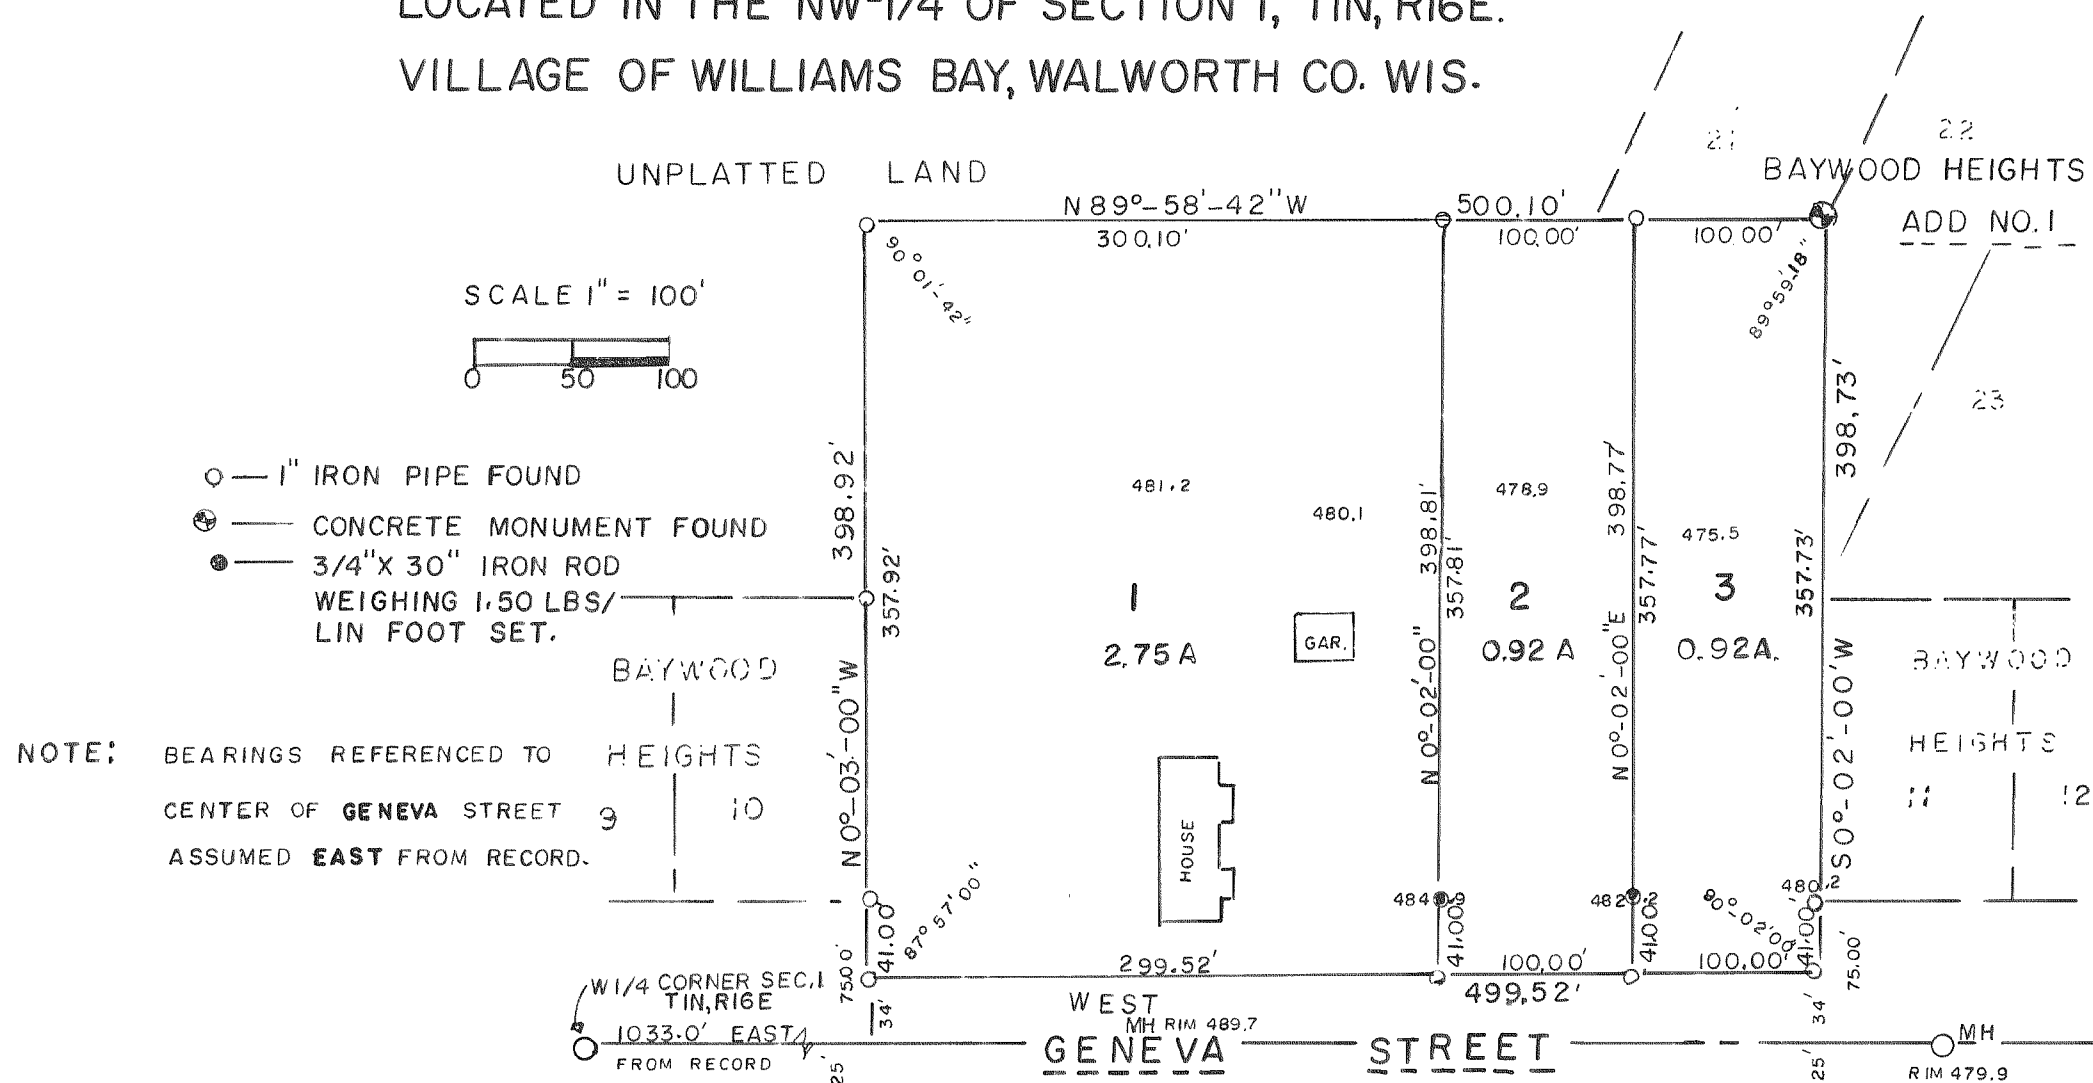 LOCATED IN THE NW-1/4 OF SECTION 1, T1N, R16E.
VILLAGE OF WILLIAMS BAY, WALWORTH CO. WIS.
21
22
UNPLATTED LAND
BAYWOOD HEIGHTS
ADD NO. 1
N 89°-58'-42" W
500.10'
300.10'
100.00'
100.00'
90° 01'-42"
89°59'-18"
SCALE 1" = 100'
0 50 100
23
398.92'
398.81'
398.77'
398.73'
1" IRON PIPE FOUND
CONCRETE MONUMENT FOUND
3/4" X 30" IRON ROD
WEIGHING 1.50 LBS/
LIN FOOT SET.
481.2
480.1
478.9
475.5
357.92'
357.81'
357.77'
357.73'
1
2.75 A
GAR.
2
0.92 A
3
0.92 A.
BAYWOOD
HEIGHTS
9
10
BAYWOOD
HEIGHTS
11
12
NOTE: BEARINGS REFERENCED TO
CENTER OF GENEVA STREET
ASSUMED EAST FROM RECORD.
N 0°-03'-00" W
N 0°-02'-00"
N 0°-02'-00" E
S 0°-02'-00' W
HOUSE
484.9
482.2
480.2
41.00'
41.00
41.00
41.00'
87° 57' 00"
90°-02'00"
75.00'
75.00'
299.52'
100.00'
100.00'
499.52'
W 1/4 CORNER SEC. 1
T1N, R16E
1033.0' EAST
FROM RECORD
34'
34'
25'
25'
WEST
MH RIM 489.7
GENEVA STREET
MH
RIM 479.9